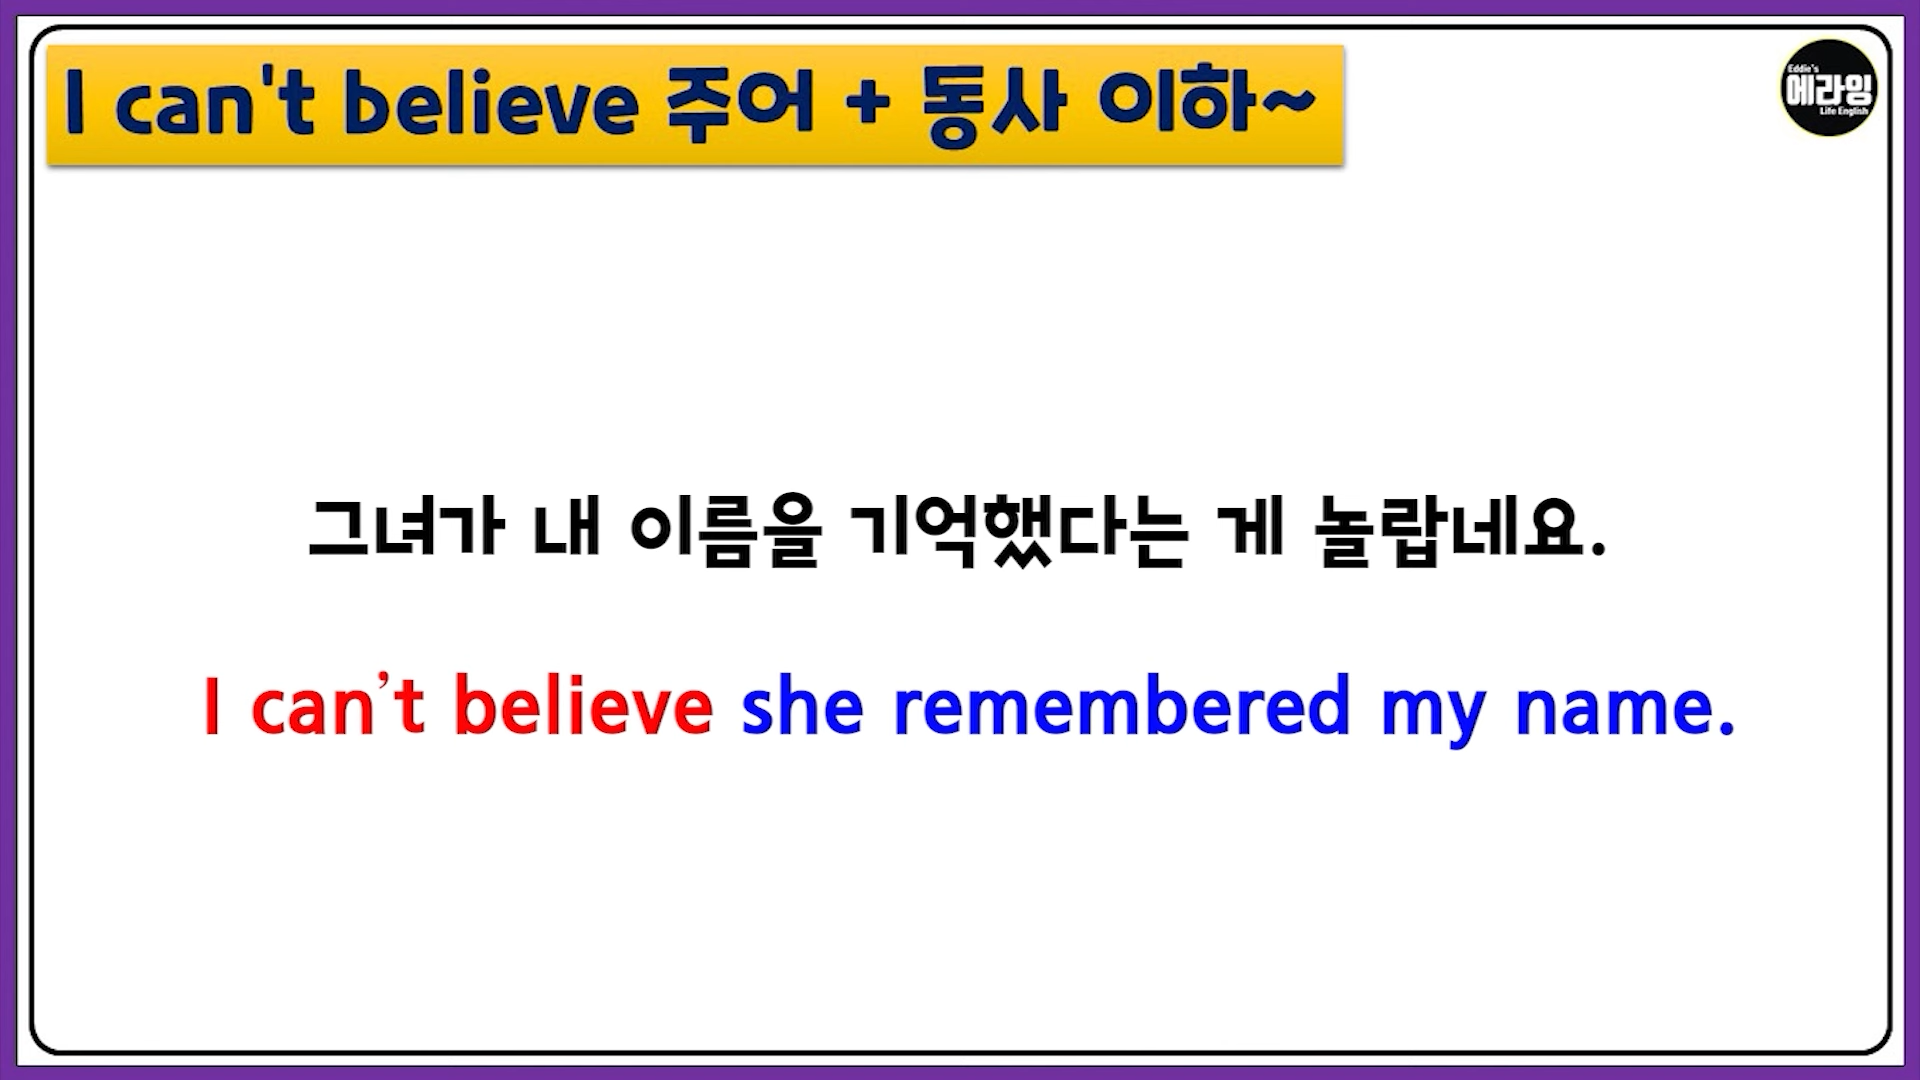 I can't believe 주어 + 동사 이하~
Eddie's
에라잉
Life English
그녀가 내 이름을 기억했다는 게 놀랍네요.
I can’t believe she remembered my name.